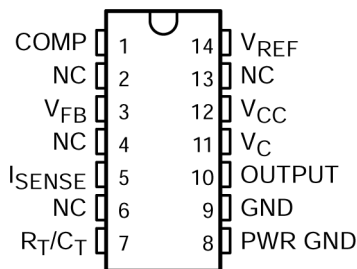 COMP 1 14 VREF
NC 2 13 NC
VFB 3 12 VCC
NC 4 11 VC
ISENSE 5 10 OUTPUT
NC 6 9 GND
RT/CT 7 8 PWR GND